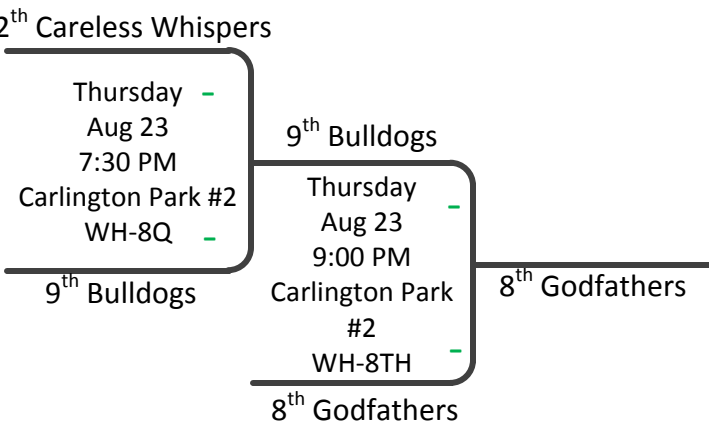 2th Careless Whispers
Thursday -
Aug 23
7:30 PM
Carlington Park #2
WH-8Q -
9th Bulldogs
9th Bulldogs
Thursday
-
Aug 23
9:00 PM
Carlington Park
#2
WH-8TH -
8th Godfathers
8th Godfathers